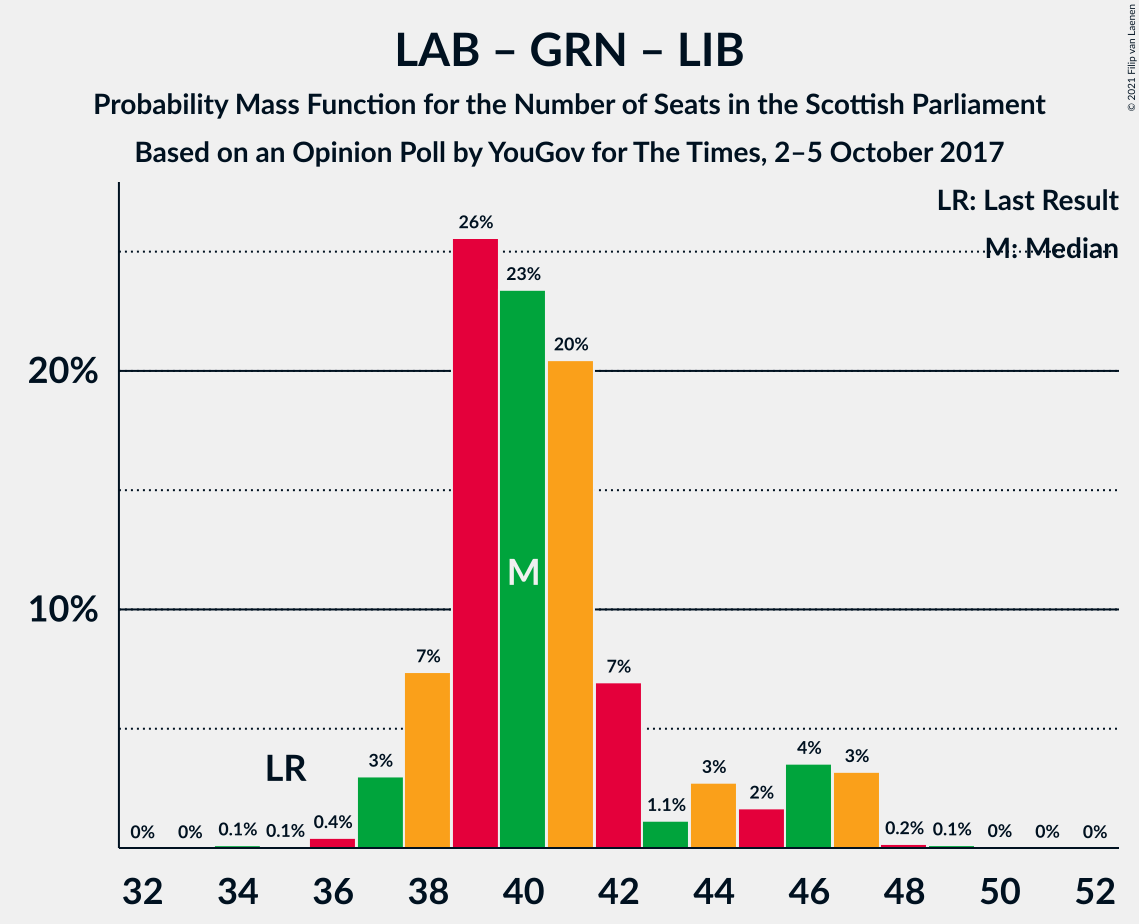 LAB – GRN – LIB
Probability Mass Function for the Number of Seats in the Scottish Parliament
Based on an Opinion Poll by YouGov for The Times, 2–5 October 2017
© 2021 Filip van Laenen
LR: Last Result
M: Median
20%
10%
0%
0%
0.1%
0.1%
0.4%
3%
7%
26%
23%
20%
7%
1.1%
3%
2%
4%
3%
0.2%
0.1%
0%
0%
0%
LR
M
32 34 36 38 40 42 44 46 48 50 52